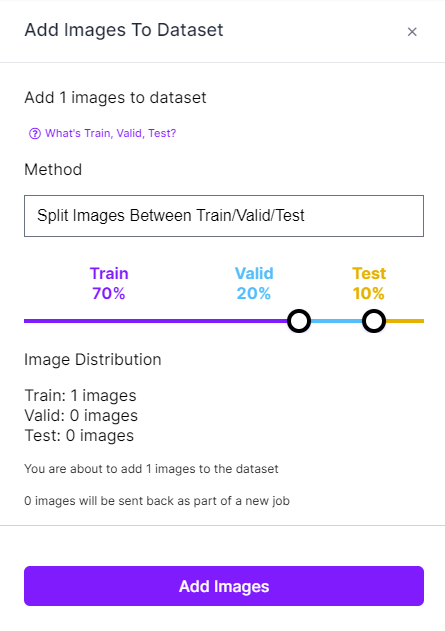 Add Images To Dataset
×
Add 1 images to dataset
? What's Train, Valid, Test?
Method
Split Images Between Train/Valid/Test
Train Valid Test
70% 20% 10%
Image Distribution
Train: 1 images
Valid: 0 images
Test: 0 images
You are about to add 1 images to the dataset
0 images will be sent back as part of a new job
Add Images